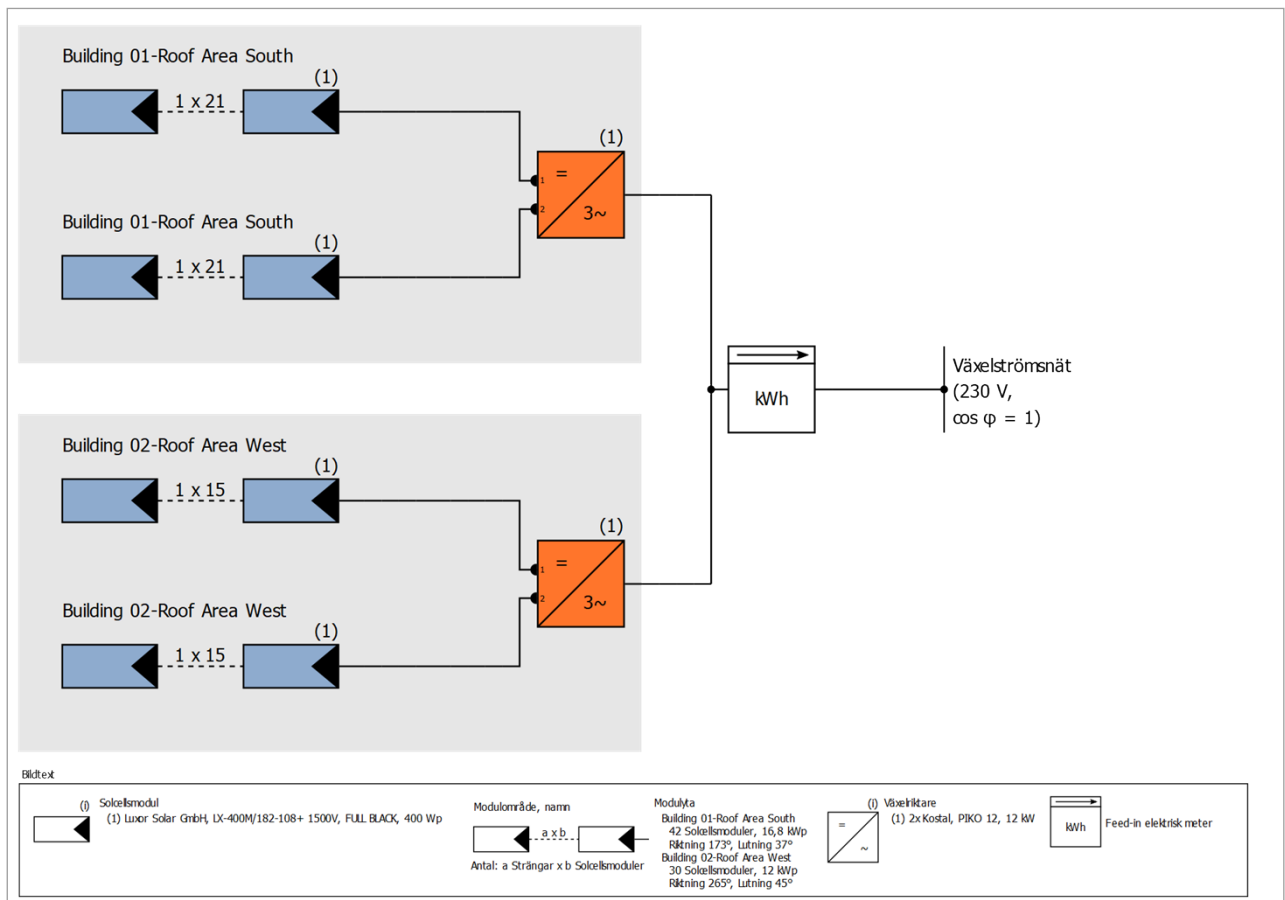 Building 01-Roof Area South
(1)
1 x 21
(1)
=
1
2
3~
Building 01-Roof Area South
(1)
1 x 21
kWh
Växelströmsnät
(230 V,
cos φ = 1)
Building 02-Roof Area West
(1)
1 x 15
(1)
=
1
2
3~
Building 02-Roof Area West
(1)
1 x 15
Bildtext
(i) Solcellsmodul
(1) Luxor Solar GmbH, LX-400M/182-108+ 1500V, FULL BLACK, 400 Wp
Modulområde, namn
a x b
Antal: a Strängar x b Solcellsmoduler
Modulyta
Building 01-Roof Area South
42 Solcellsmoduler, 16,8 kWp
Riktning 173°, Lutning 37°
Building 02-Roof Area West
30 Solcellsmoduler, 12 kWp
Riktning 265°, Lutning 45°
=
~
(i) Växelriktare
(1) 2x Kostal, PIKO 12, 12 kW
kWh
Feed-in elektrisk meter